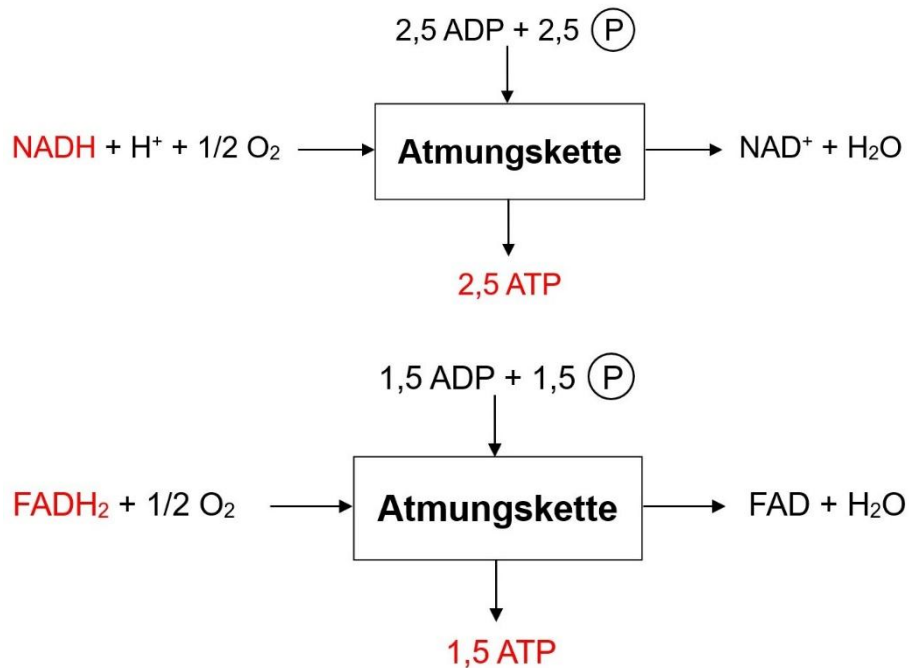 2,5 ADP + 2,5 Ⓟ
NADH + H⁺ + 1/2 O₂ Atmungskette NAD⁺ + H₂O
2,5 ATP
1,5 ADP + 1,5 Ⓟ
FADH₂ + 1/2 O₂ Atmungskette FAD + H₂O
1,5 ATP